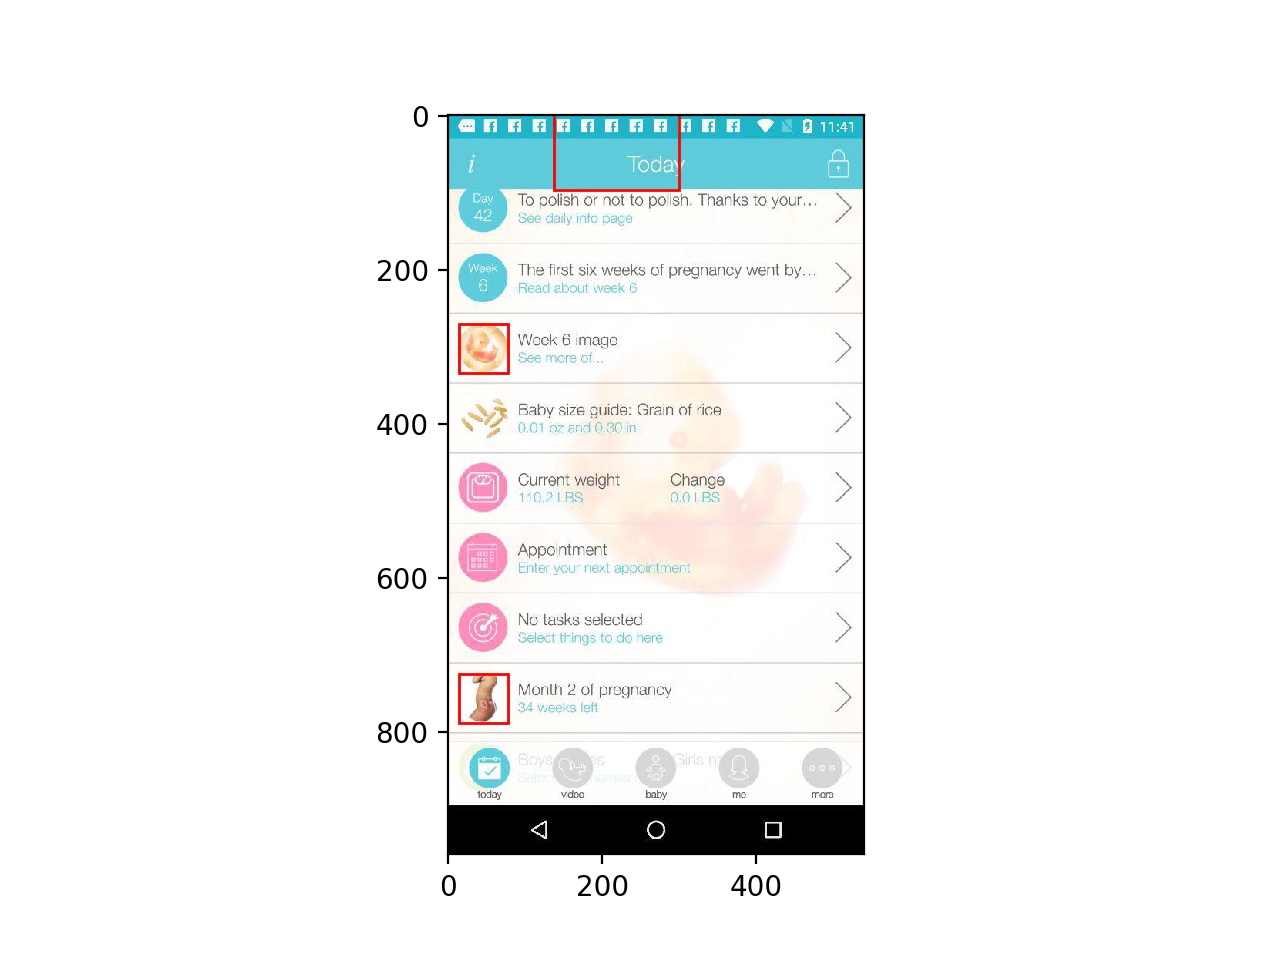 0
11:41
i
Today
Day
42
To polish or not to polish. Thanks to your...
See daily info page
200
Week
6
The first six weeks of pregnancy went by...
Read about week 6
Week 6 image
See more of...
400
Baby size guide: Grain of rice
0.01 oz and 0.30 in
Current weight Change
110.2 LBS 0.0 LBS
600
Appointment
Enter your next appointment
No tasks selected
Select things to do here
Month 2 of pregnancy
34 weeks left
800
today video baby me more
0 200 400